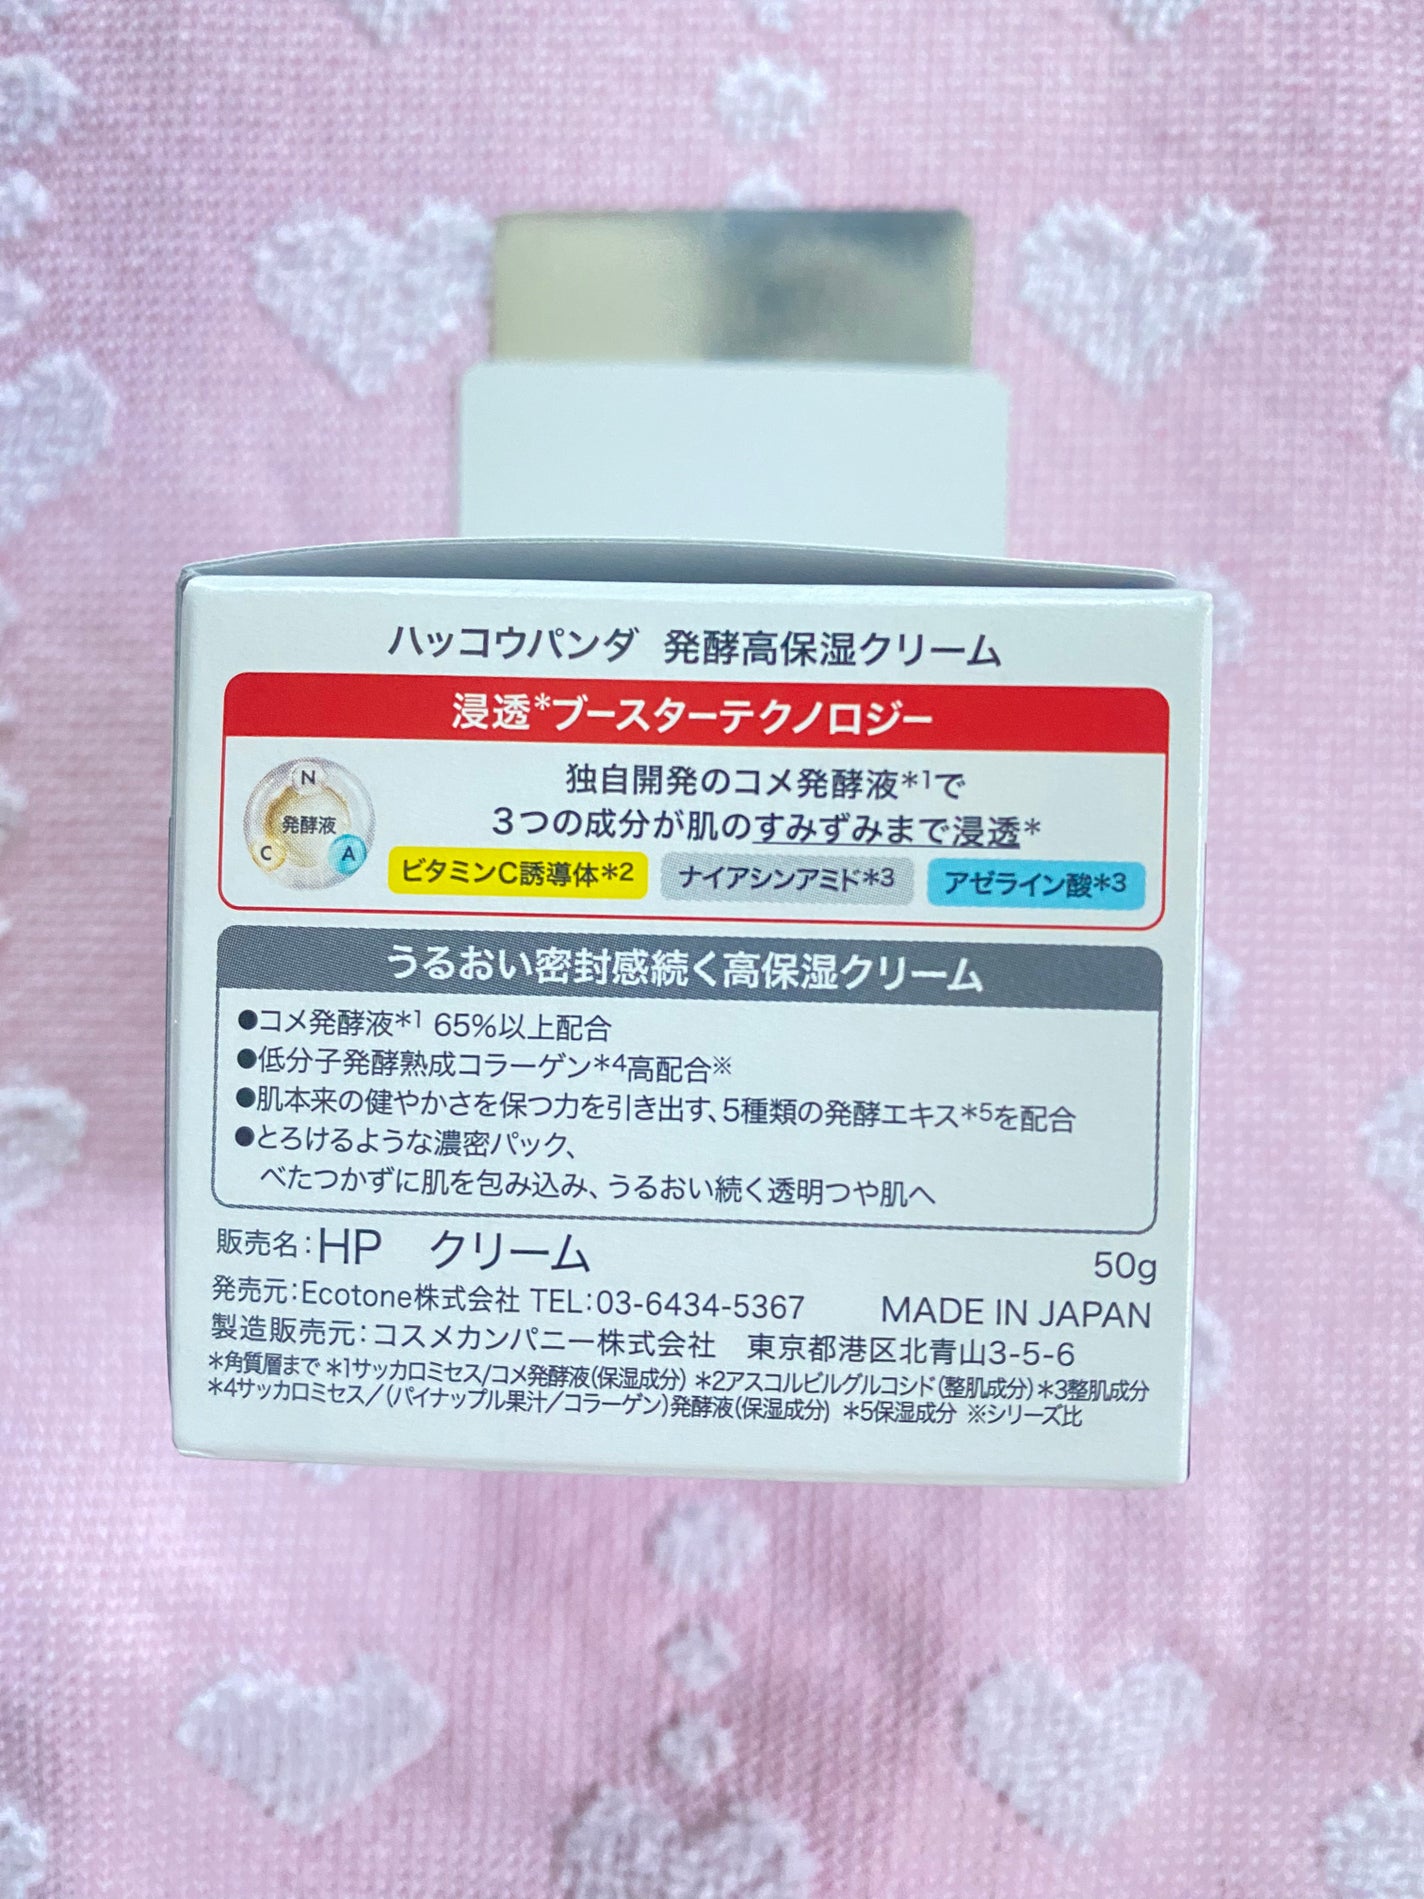 ハッコウパンダ 発酵高保湿クリーム
浸透*ブースターテクノロジー
N
発酵液
C
A
独自開発のコメ発酵液*1で
3つの成分が肌のすみずみまで浸透*
ビタミンC誘導体*2 ナイアシンアミド*3 アゼライン酸*3
うるおい密封感続く高保湿クリーム
●コメ発酵液*1 65%以上配合
●低分子発酵熟成コラーゲン*4高配合※
●肌本来の健やかさを保つ力を引き出す、5種類の発酵エキス*5を配合
●とろけるような濃密パック、
べたつかずに肌を包み込み、うるおい続く透明つや肌へ
販売名:HP クリーム 50g
発売元:Ecotone株式会社 TEL:03-6434-5367 MADE IN JAPAN
製造販売元:コスメカンパニー株式会社 東京都港区北青山3-5-6
*角質層まで *1サッカロミセス/コメ発酵液(保湿成分) *2アスコルビルグルコシド(整肌成分) *3整肌成分
*4サッカロミセス/(パイナップル果汁/コラーゲン)発酵液(保湿成分) *5保湿成分 ※シリーズ比